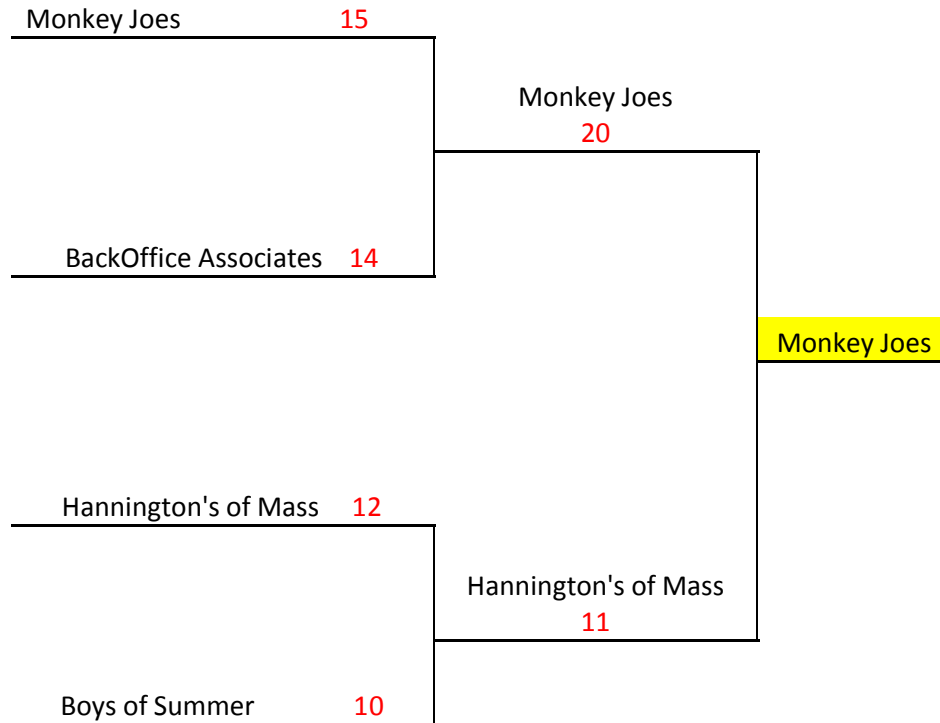 Monkey Joes 15
Monkey Joes
20
BackOffice Associates 14
Monkey Joes
Hannington's of Mass 12
Hannington's of Mass
11
Boys of Summer 10